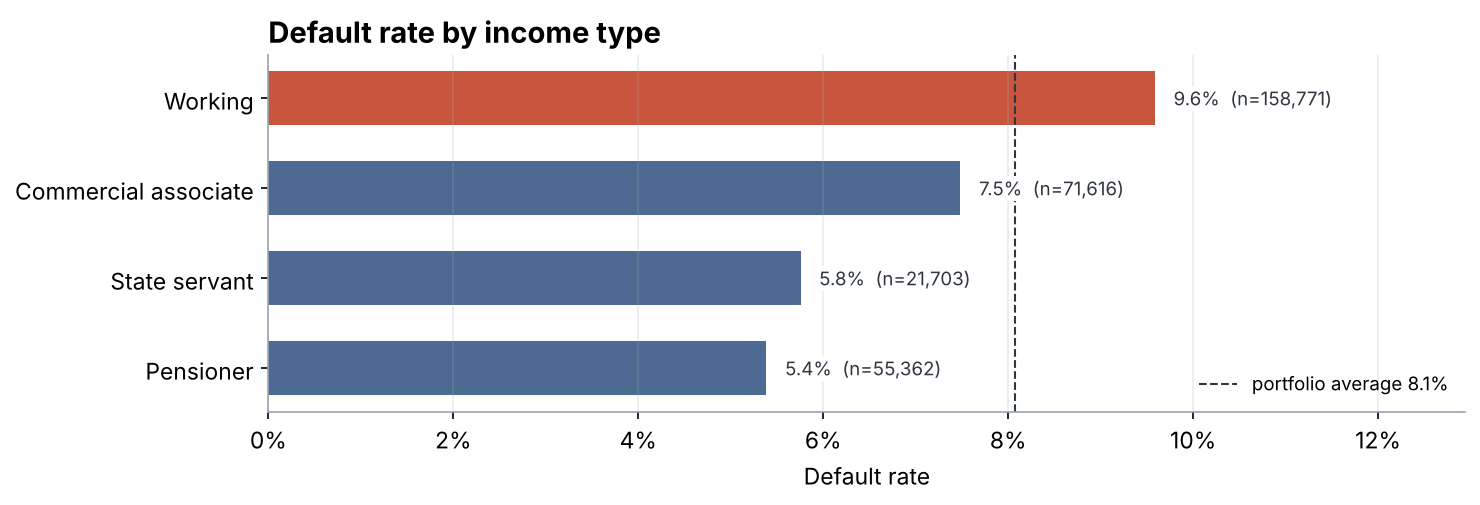 Default rate by income type
Working
9.6% (n=158,771)
Commercial associate
7.5% (n=71,616)
State servant
5.8% (n=21,703)
Pensioner
5.4% (n=55,362)
portfolio average 8.1%
0% 2% 4% 6% 8% 10% 12%
Default rate